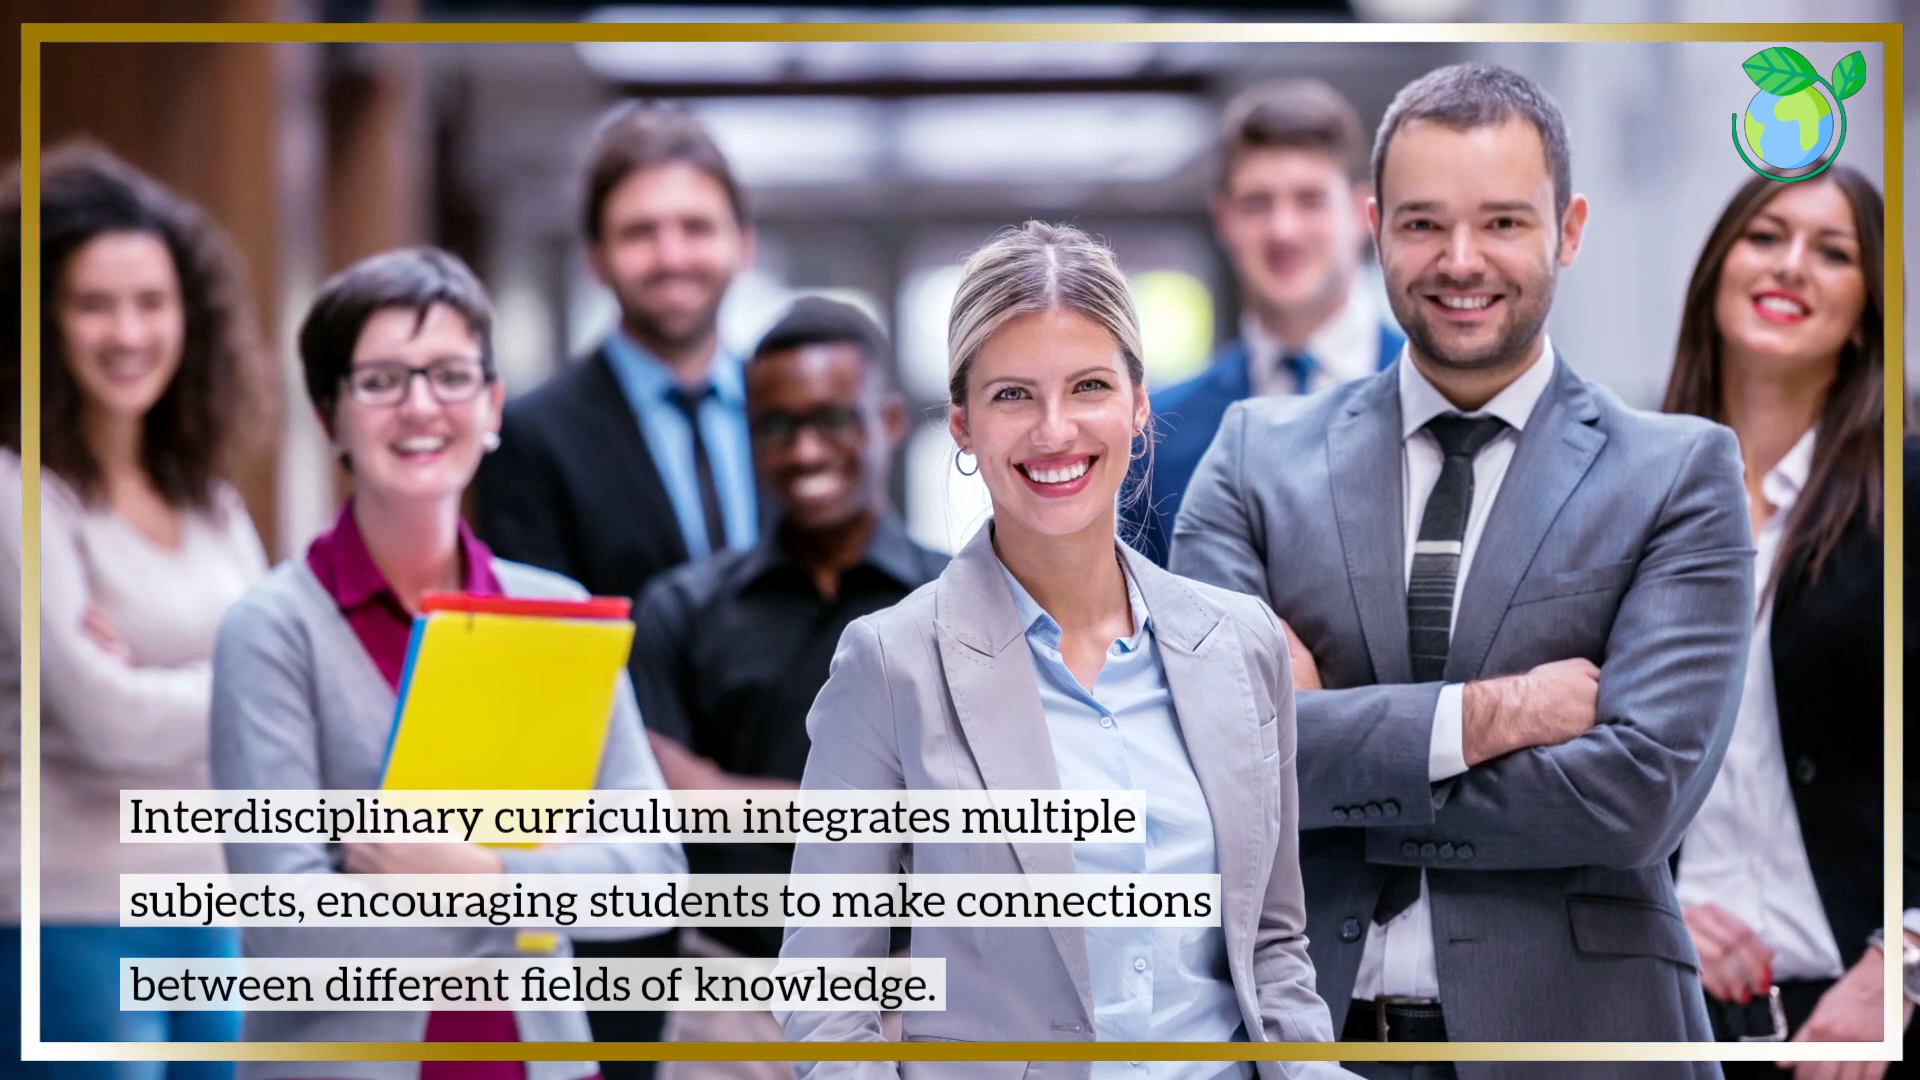 Interdisciplinary curriculum integrates multiple
subjects, encouraging students to make connections
between different fields of knowledge.